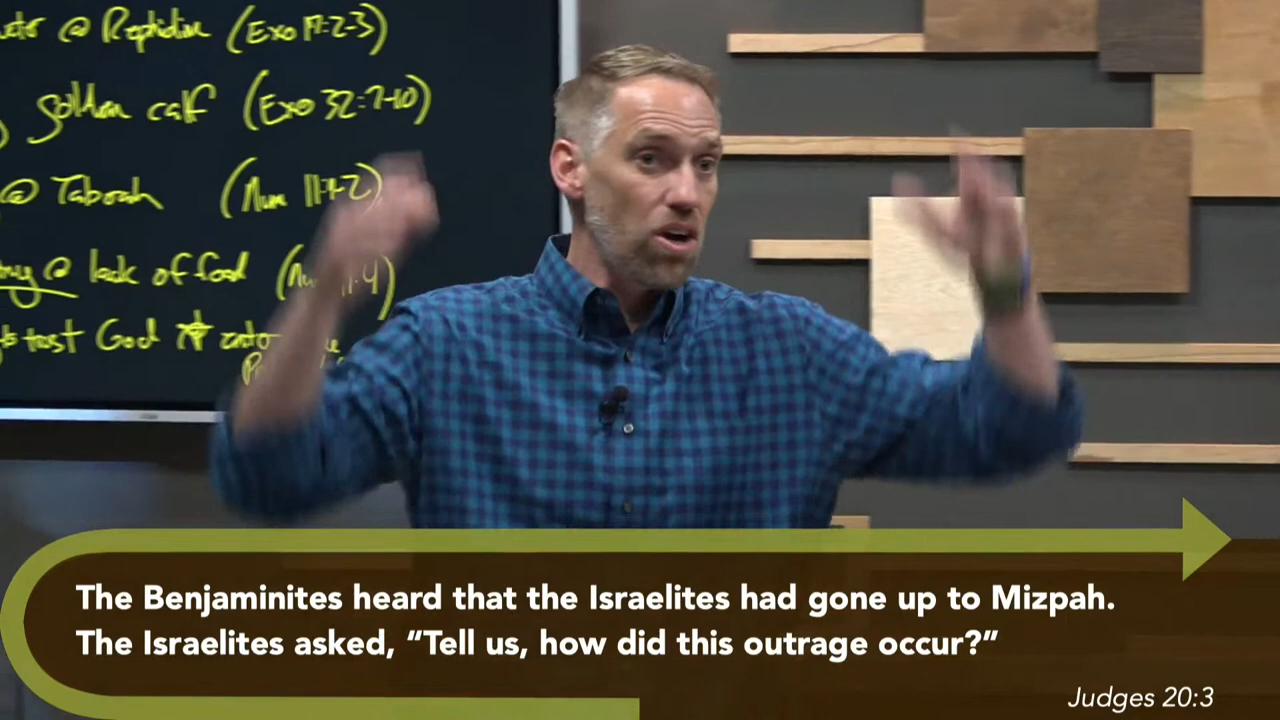 @ Rephidim (Exo 17:2-3)
golden calf (Exo 32:7-10)
@ Taberah (Num 11:1-2)
@ lack of food
test God
The Benjaminites heard that the Israelites had gone up to Mizpah.
The Israelites asked, “Tell us, how did this outrage occur?”
Judges 20:3